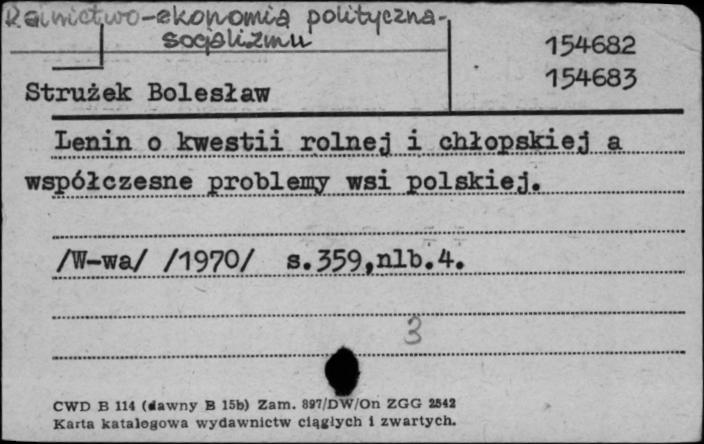 Rolnictwo-ekonomia polityczna-
socjalizmu
154682
154683
Strużek Bolesław
Lenin o kwestii rolnej i chłopskiej a
współczesne problemy wsi polskiej.
/W-wa/ /1970/ s.359,nlb.4.
3
CWD B 114 (dawny B 15b) Zam. 897/DW/On ZGG 2542
Karta katalogowa wydawnictw ciągłych i zwartych.